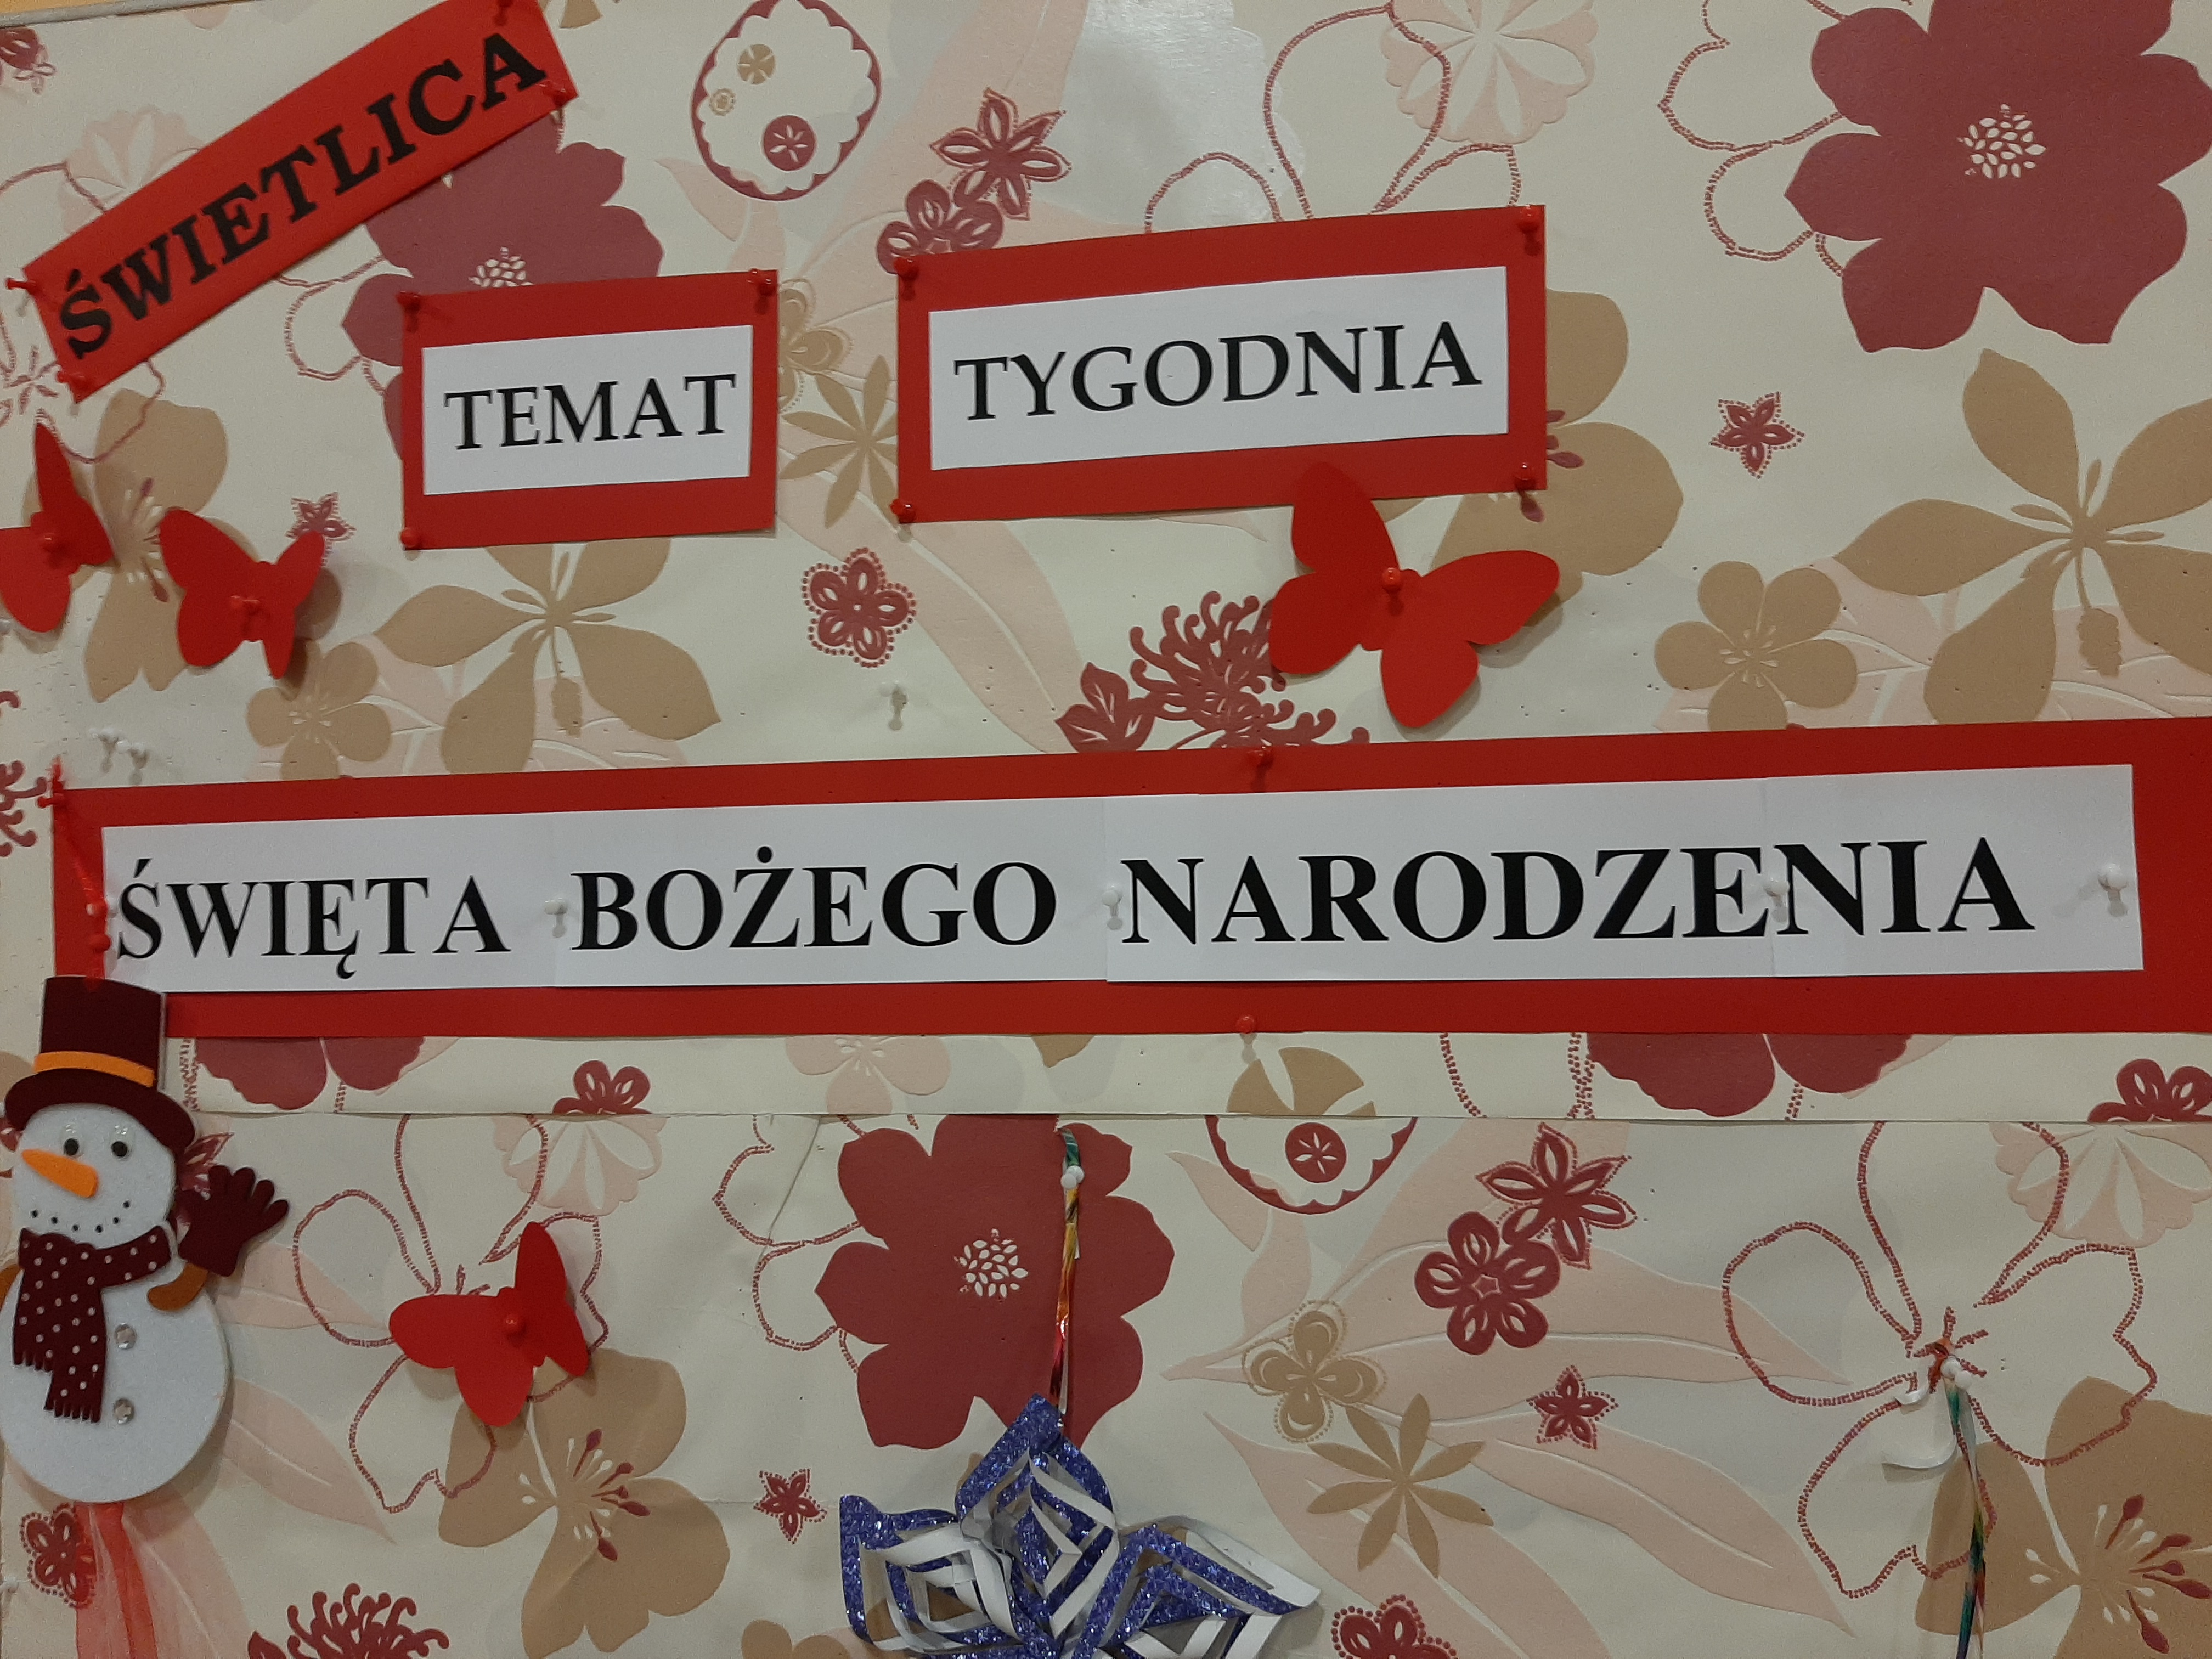 ŚWIETLICA
TEMAT TYGODNIA
ŚWIĘTA BOŻEGO NARODZENIA